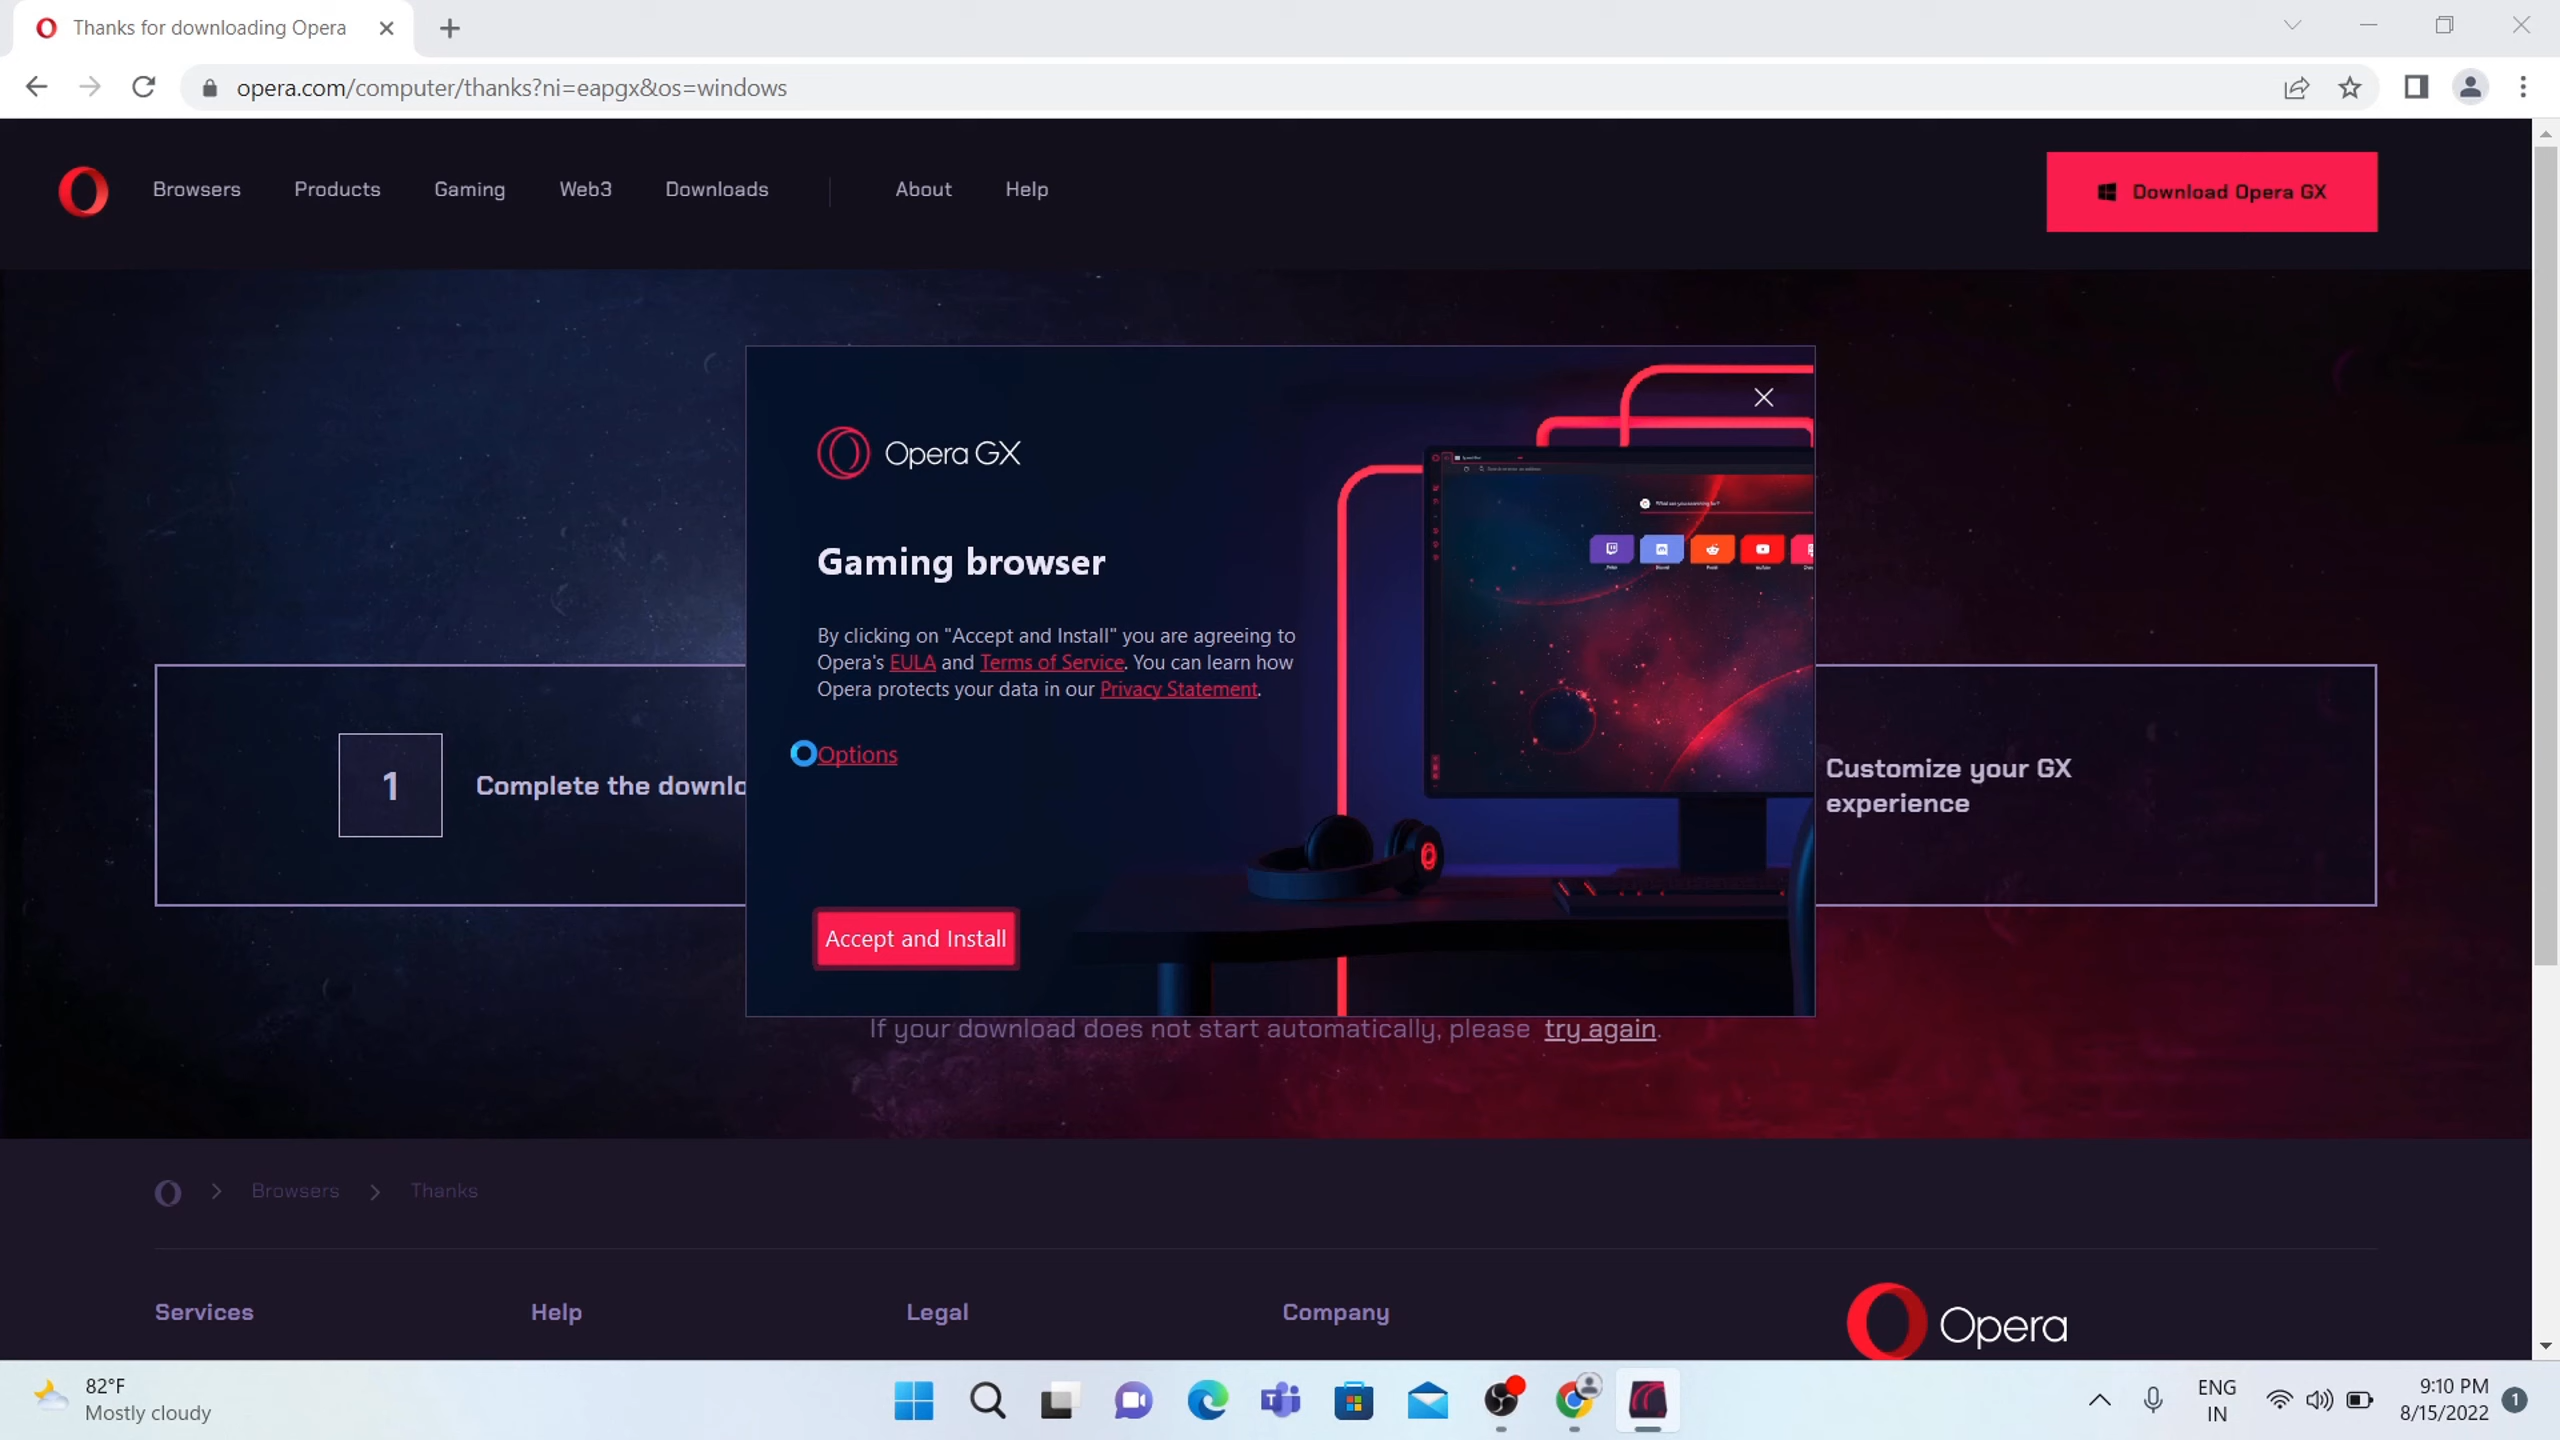 Thanks for downloading Opera
opera.com/computer/thanks?ni=eapgx&os=windows
Browsers
Products
Gaming
Web3
Downloads
About
Help
Download Opera GX
Opera GX
Gaming browser
By clicking on "Accept and Install" you are agreeing to
Opera's EULA and Terms of Service. You can learn how
Opera protects your data in our Privacy Statement.
Options
Accept and Install
1
Complete the downlo
Customize your GX
experience
If your download does not start automatically, please try again.
Browsers
Thanks
Services
Help
Legal
Company
Opera
82°F
Mostly cloudy
ENG
IN
9:10 PM
8/15/2022
1